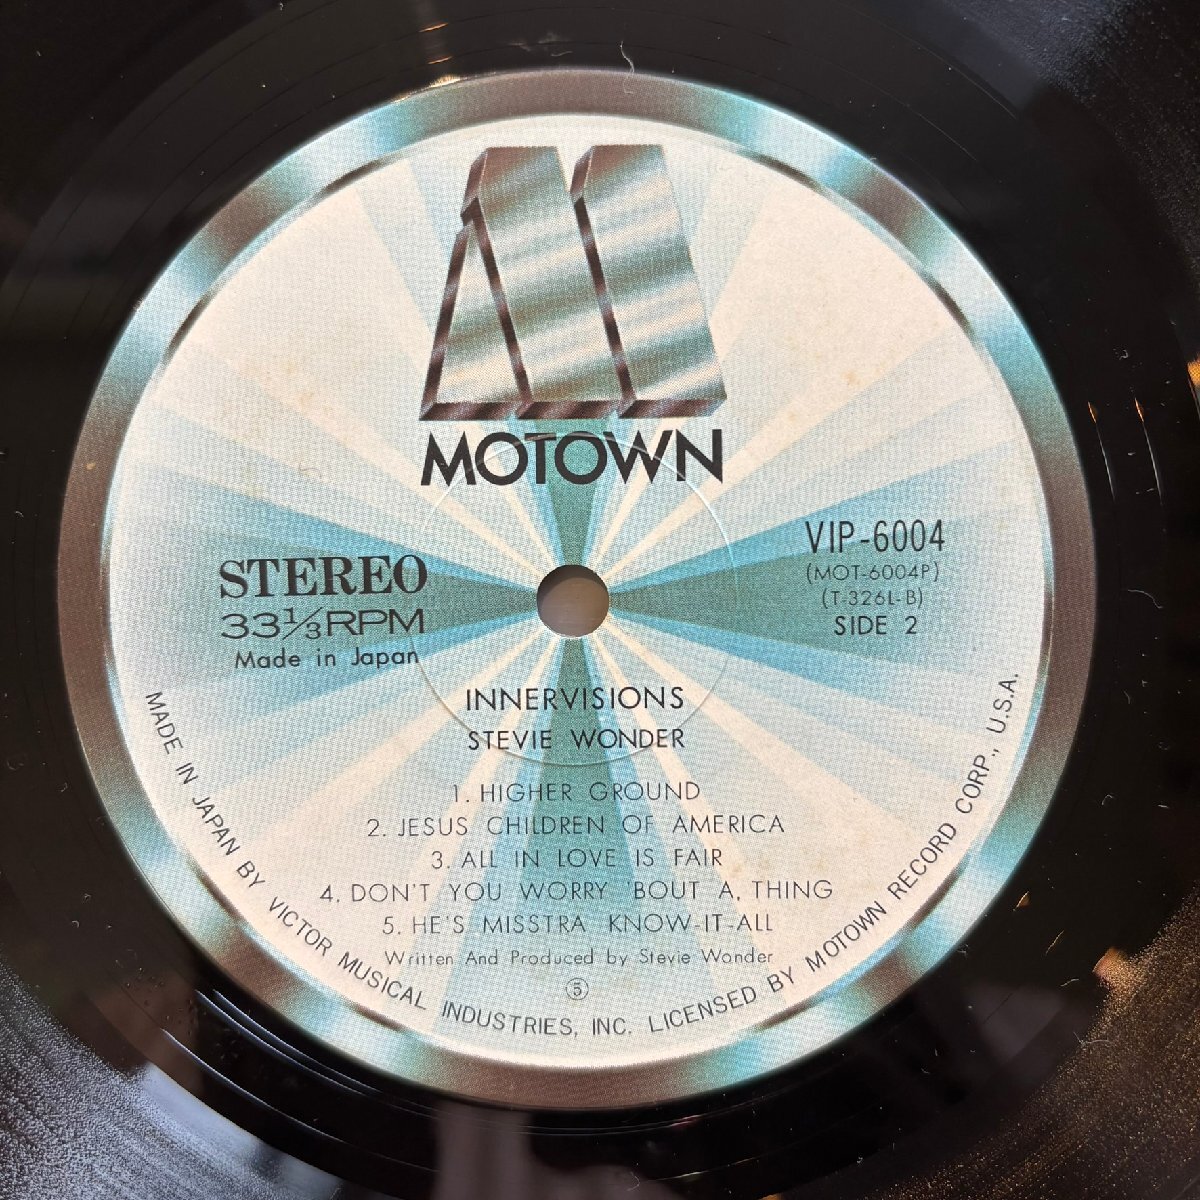 MOTOWN
STEREO
33⅓RPM
Made in Japan
VIP-6004
(MOT-6004P)
(T-326L-B)
SIDE 2
INNERVISIONS
STEVIE WONDER
1. HIGHER GROUND
2. JESUS CHILDREN OF AMERICA
3. ALL IN LOVE IS FAIR
4. DON'T YOU WORRY 'BOUT A, THING
5. HE'S MISSTRA KNOW-IT-ALL
Written And Produced by Stevie Wonder
MADE IN JAPAN BY VICTOR MUSICAL INDUSTRIES, INC. LICENSED BY MOTOWN RECORD CORP., U.S.A.